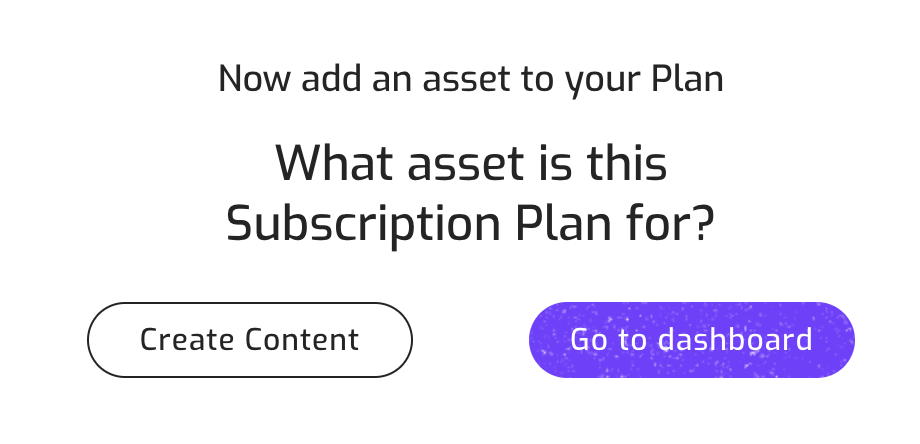 Now add an asset to your Plan
What asset is this
Subscription Plan for?
Create Content
Go to dashboard